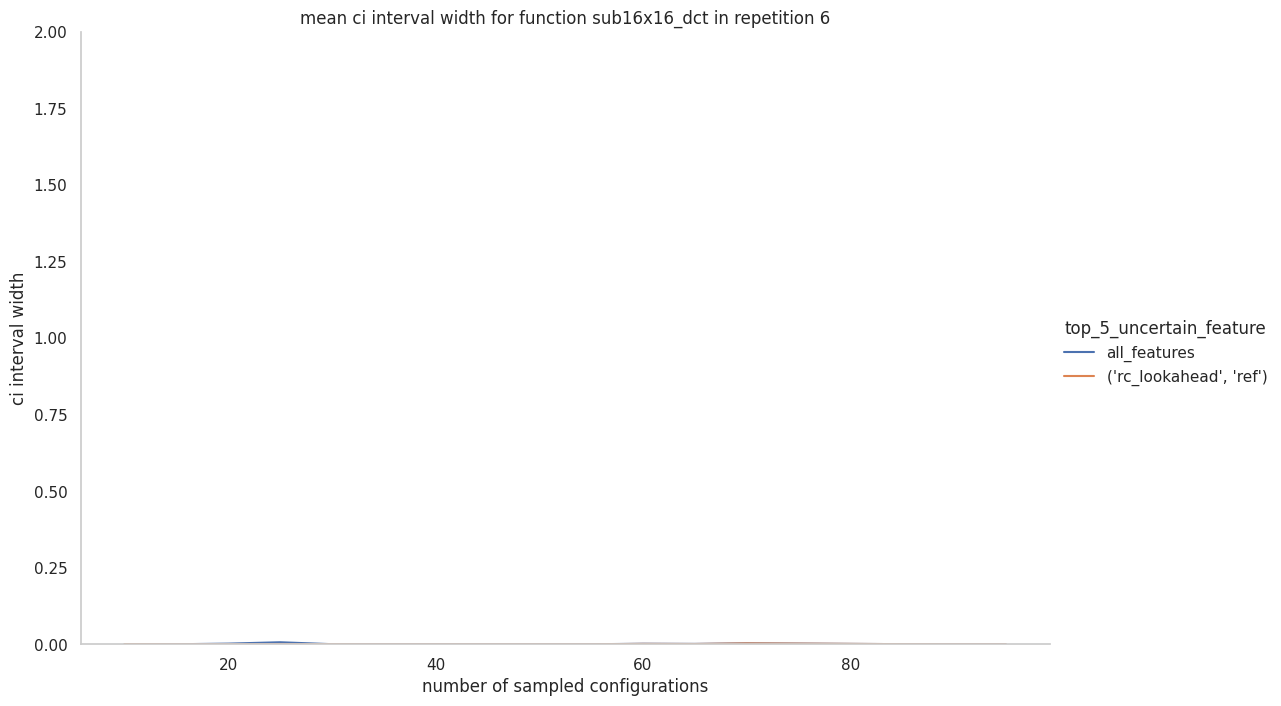 mean ci interval width for function sub16x16_dct in repetition 6
2.00
1.75
1.50
1.25
1.00
0.75
0.50
0.25
0.00
ci interval width
20 40 60 80
number of sampled configurations
top_5_uncertain_feature
all_features
('rc_lookahead', 'ref')